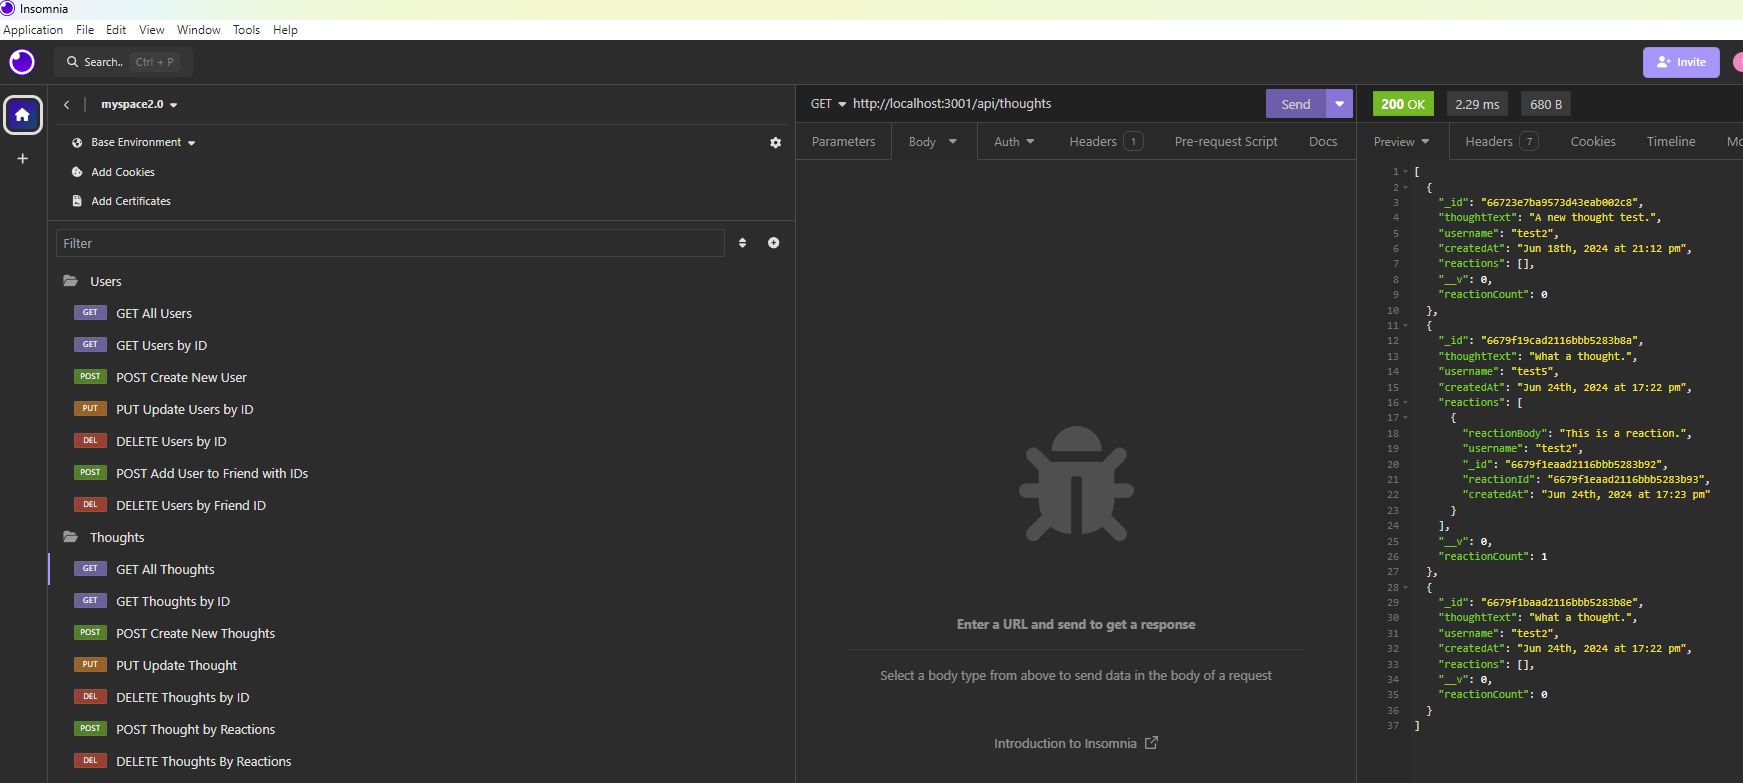 Insomnia
Application File Edit View Window Tools Help
Search.. Ctrl + P
Invite
myspace2.0
Base Environment
Add Cookies
Add Certificates
Filter
Users
GET GET All Users
GET GET Users by ID
POST POST Create New User
PUT PUT Update Users by ID
DEL DELETE Users by ID
POST POST Add User to Friend with IDs
DEL DELETE Users by Friend ID
Thoughts
GET GET All Thoughts
GET GET Thoughts by ID
POST POST Create New Thoughts
PUT PUT Update Thought
DEL DELETE Thoughts by ID
POST POST Thought by Reactions
DEL DELETE Thoughts By Reactions
GET http://localhost:3001/api/thoughts Send
Parameters Body Auth Headers 1 Pre-request Script Docs
Enter a URL and send to get a response
Select a body type from above to send data in the body of a request
Introduction to Insomnia
200 OK 2.29 ms 680 B
Preview Headers 7 Cookies Timeline Mo
1 [
2 {
3 "_id": "66723e7ba9573d43eab002c8",
4 "thoughtText": "A new thought test.",
5 "username": "test2",
6 "createdAt": "Jun 18th, 2024 at 21:12 pm",
7 "reactions": [],
8 "__v": 0,
9 "reactionCount": 0
10 },
11 {
12 "_id": "6679f19cad2116bbb5283b8a",
13 "thoughtText": "What a thought.",
14 "username": "test5",
15 "createdAt": "Jun 24th, 2024 at 17:22 pm",
16 "reactions": [
17 {
18 "reactionBody": "This is a reaction.",
19 "username": "test2",
20 "_id": "6679f1eaad2116bbb5283b92",
21 "reactionId": "6679f1eaad2116bbb5283b93",
22 "createdAt": "Jun 24th, 2024 at 17:23 pm"
23 }
24 ],
25 "__v": 0,
26 "reactionCount": 1
27 },
28 {
29 "_id": "6679f1baad2116bbb5283b8e",
30 "thoughtText": "What a thought.",
31 "username": "test2",
32 "createdAt": "Jun 24th, 2024 at 17:22 pm",
33 "reactions": [],
34 "__v": 0,
35 "reactionCount": 0
36 }
37 ]